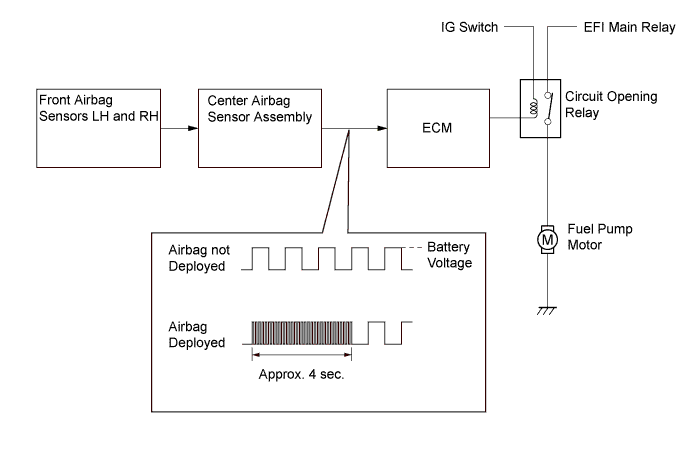 IG Switch
EFI Main Relay
Front Airbag
Sensors LH and RH
Center Airbag
Sensor Assembly
ECM
Circuit Opening
Relay
Fuel Pump
Motor
M
Airbag not
Deployed
Battery
Voltage
Airbag
Deployed
Approx. 4 sec.